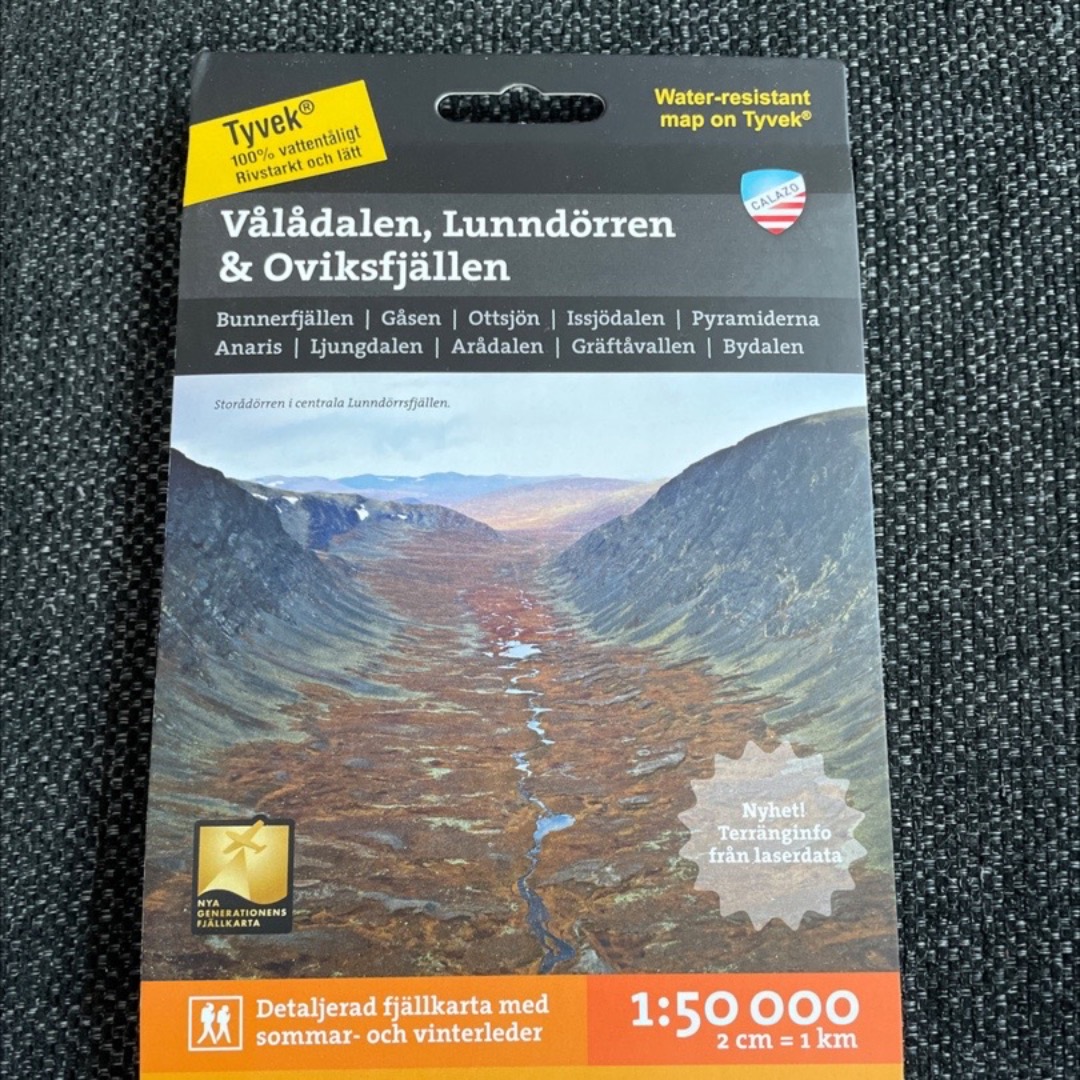 Tyvek®
100% vattentåligt
Rivstarkt och lätt
Water-resistant
map on Tyvek®
CALAZO
Vålådalen, Lunndörren
& Oviksfjällen
Bunnerfjällen | Gåsen | Ottsjön | Issjödalen | Pyramiderna
Anaris | Ljungdalen | Arådalen | Gräftåvallen | Bydalen
Storådörren i centrala Lunndörrsfjällen.
Nyhet!
Terränginfo
från laserdata
NYA
GENERATIONENS
FJÄLLKARTA
Detaljerad fjällkarta med
sommar- och vinterleder
1:50 000
2 cm = 1 km